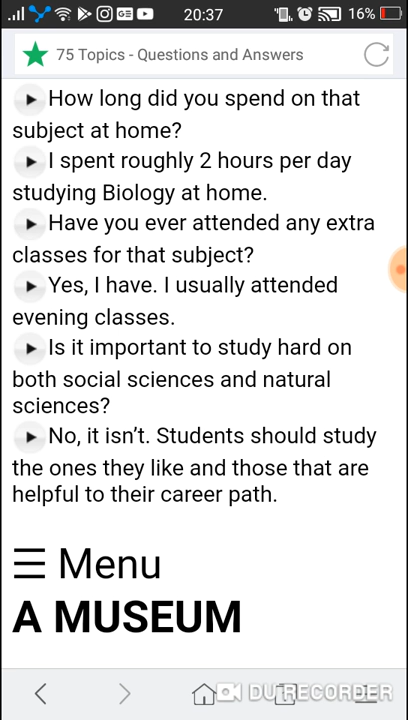 20:37
16%
75 Topics - Questions and Answers
How long did you spend on that
subject at home?
I spent roughly 2 hours per day
studying Biology at home.
Have you ever attended any extra
classes for that subject?
Yes, I have. I usually attended
evening classes.
Is it important to study hard on
both social sciences and natural
sciences?
No, it isn’t. Students should study
the ones they like and those that are
helpful to their career path.
☰ Menu
A MUSEUM
DU RECORDER